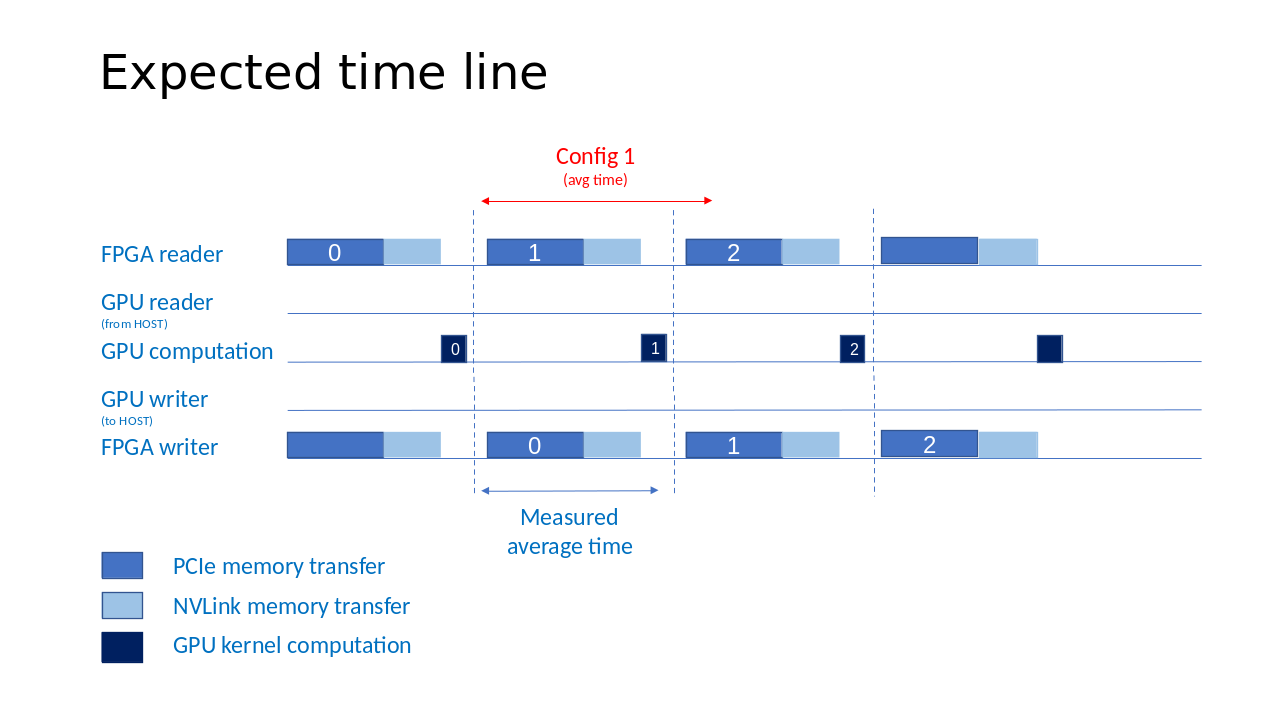 Expected time line
Config 1
(avg time)
FPGA reader
0
1
2
GPU reader
(from HOST)
GPU computation
0
1
2
GPU writer
(to HOST)
FPGA writer
0
1
2
Measured
average time
PCIe memory transfer
NVLink memory transfer
GPU kernel computation